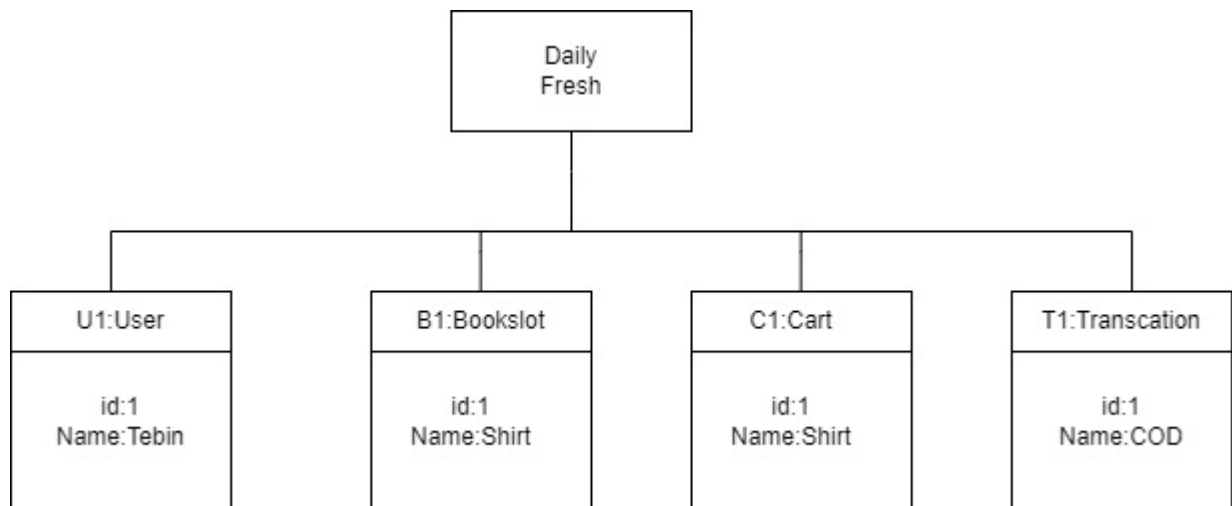 Daily
Fresh
U1:User
B1:Bookslot
C1:Cart
T1:Transcation
id:1
Name:Tebin
id:1
Name:Shirt
id:1
Name:Shirt
id:1
Name:COD